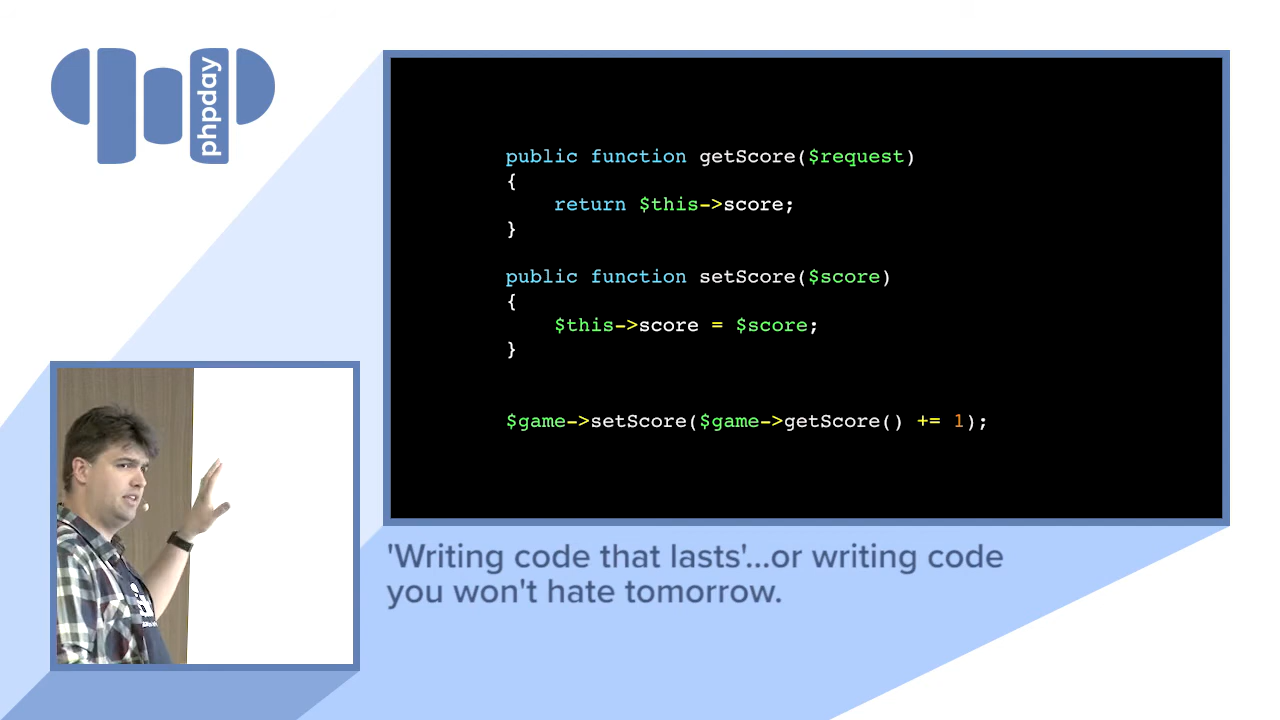 phpday
public function getScore($request)
{
    return $this->score;
}
public function setScore($score)
{
    $this->score = $score;
}
$game->setScore($game->getScore() += 1);
'Writing code that lasts'...or writing code
you won't hate tomorrow.